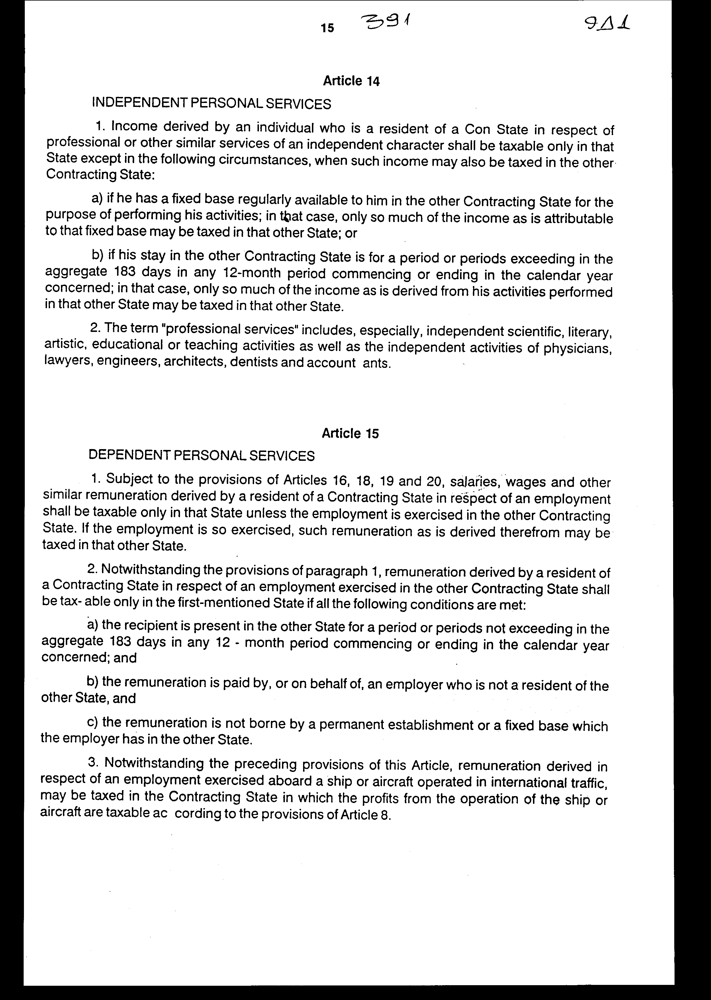 15 391 9Δ1
Article 14
INDEPENDENT PERSONAL SERVICES
1. Income derived by an individual who is a resident of a Con State in respect of
professional or other similar services of an independent character shall be taxable only in that
State except in the following circumstances, when such income may also be taxed in the other
Contracting State:
a) if he has a fixed base regularly available to him in the other Contracting State for the
purpose of performing his activities; in that case, only so much of the income as is attributable
to that fixed base may be taxed in that other State; or
b) if his stay in the other Contracting State is for a period or periods exceeding in the
aggregate 183 days in any 12-month period commencing or ending in the calendar year
concerned; in that case, only so much of the income as is derived from his activities performed
in that other State may be taxed in that other State.
2. The term "professional services" includes, especially, independent scientific, literary,
artistic, educational or teaching activities as well as the independent activities of physicians,
lawyers, engineers, architects, dentists and account ants.
Article 15
DEPENDENT PERSONAL SERVICES
1. Subject to the provisions of Articles 16, 18, 19 and 20, salaries, wages and other
similar remuneration derived by a resident of a Contracting State in respect of an employment
shall be taxable only in that State unless the employment is exercised in the other Contracting
State. If the employment is so exercised, such remuneration as is derived therefrom may be
taxed in that other State.
2. Notwithstanding the provisions of paragraph 1, remuneration derived by a resident of
a Contracting State in respect of an employment exercised in the other Contracting State shall
be tax- able only in the first-mentioned State if all the following conditions are met:
a) the recipient is present in the other State for a period or periods not exceeding in the
aggregate 183 days in any 12 - month period commencing or ending in the calendar year
concerned; and
b) the remuneration is paid by, or on behalf of, an employer who is not a resident of the
other State, and
c) the remuneration is not borne by a permanent establishment or a fixed base which
the employer has in the other State.
3. Notwithstanding the preceding provisions of this Article, remuneration derived in
respect of an employment exercised aboard a ship or aircraft operated in international traffic,
may be taxed in the Contracting State in which the profits from the operation of the ship or
aircraft are taxable ac cording to the provisions of Article 8.